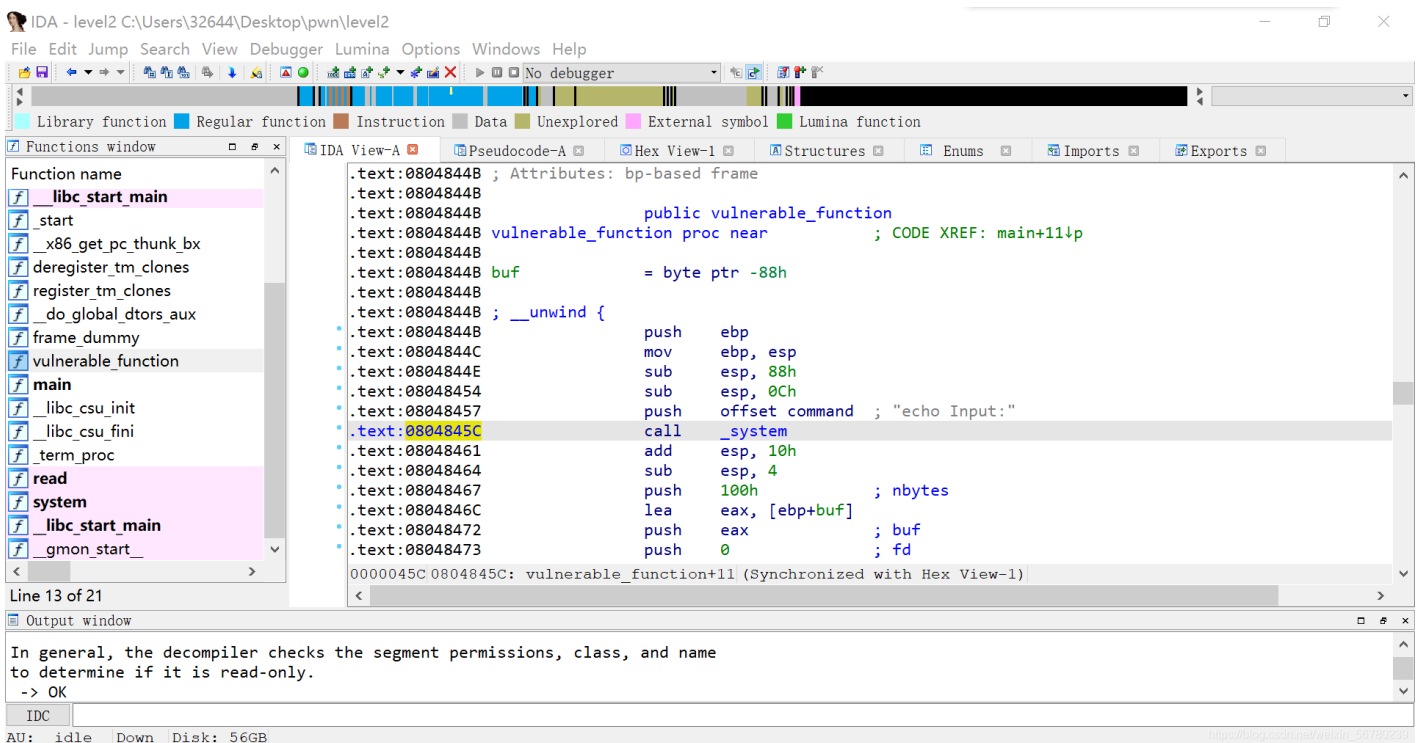 IDA - level2 C:\Users\32644\Desktop\pwn\level2
File Edit Jump Search View Debugger Lumina Options Windows Help
No debugger
Library function Regular function Instruction Data Unexplored External symbol Lumina function
Functions window
IDA View-A Pseudocode-A Hex View-1 Structures Enums Imports Exports
Function name
__libc_start_main
_start
__x86_get_pc_thunk_bx
deregister_tm_clones
register_tm_clones
__do_global_dtors_aux
frame_dummy
vulnerable_function
main
__libc_csu_init
__libc_csu_fini
_term_proc
read
system
__libc_start_main
__gmon_start__
Line 13 of 21
.text:0804844B ; Attributes: bp-based frame
.text:0804844B
.text:0804844B public vulnerable_function
.text:0804844B vulnerable_function proc near ; CODE XREF: main+11↓p
.text:0804844B
.text:0804844B buf = byte ptr -88h
.text:0804844B
.text:0804844B ; __unwind {
.text:0804844B push ebp
.text:0804844C mov ebp, esp
.text:0804844E sub esp, 88h
.text:08048454 sub esp, 0Ch
.text:08048457 push offset command ; "echo Input:"
.text:0804845C call _system
.text:08048461 add esp, 10h
.text:08048464 sub esp, 4
.text:08048467 push 100h ; nbytes
.text:0804846C lea eax, [ebp+buf]
.text:08048472 push eax ; buf
.text:08048473 push 0 ; fd
0000045C 0804845C: vulnerable_function+11 (Synchronized with Hex View-1)
Output window
In general, the decompiler checks the segment permissions, class, and name
to determine if it is read-only.
-> OK
IDC
AU: idle Down Disk: 56GB
https://blog.csdn.net/weixin_56780239